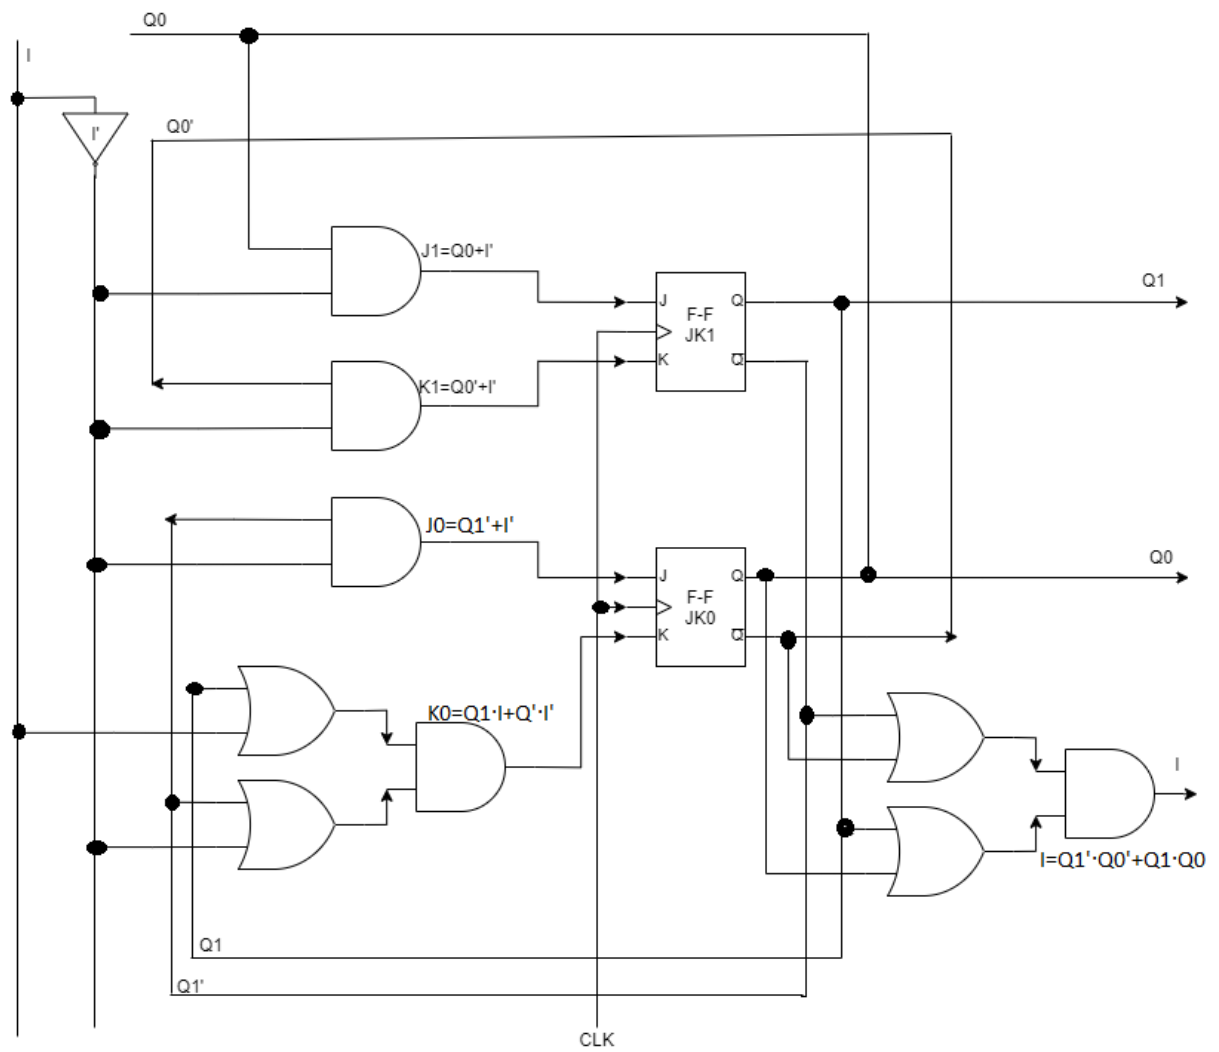 Q0
I
I'
Q0'
J1=Q0+I'
Q1
J Q
F-F
JK1
K Q
K1=Q0'+I'
J0=Q1'+I'
Q0
J Q
F-F
JK0
K Q
K0=Q1·I+Q'·I'
I
I=Q1'·Q0'+Q1·Q0
Q1
Q1'
CLK